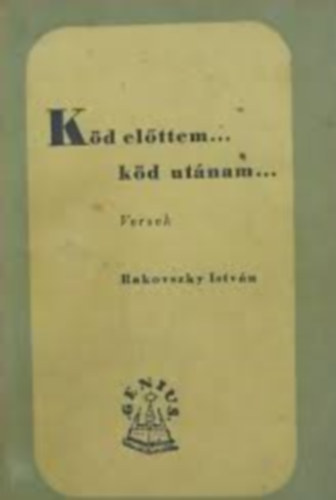 Köd előttem...
köd utánam...
Versek
Rakovszky István
GENIUS